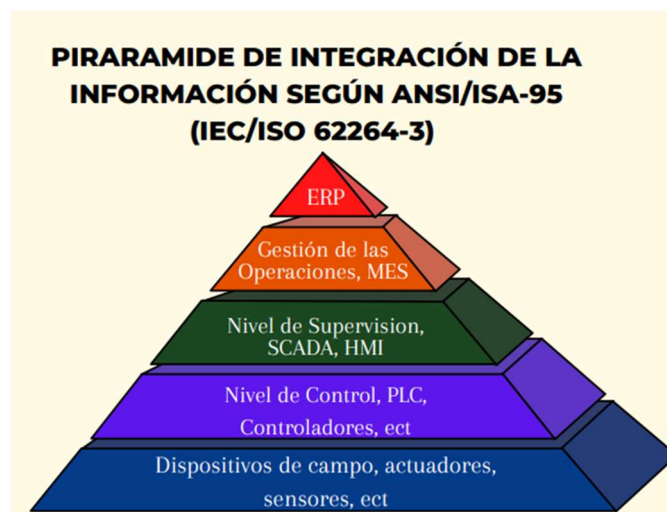 PIRARAMIDE DE INTEGRACIÓN DE LA
INFORMACIÓN SEGÚN ANSI/ISA-95
(IEC/ISO 62264-3)
ERP
Gestión de las
Operaciones, MES
Nivel de Supervision,
SCADA, HMI
Nivel de Control, PLC,
Controladores, ect
Dispositivos de campo, actuadores,
sensores, ect